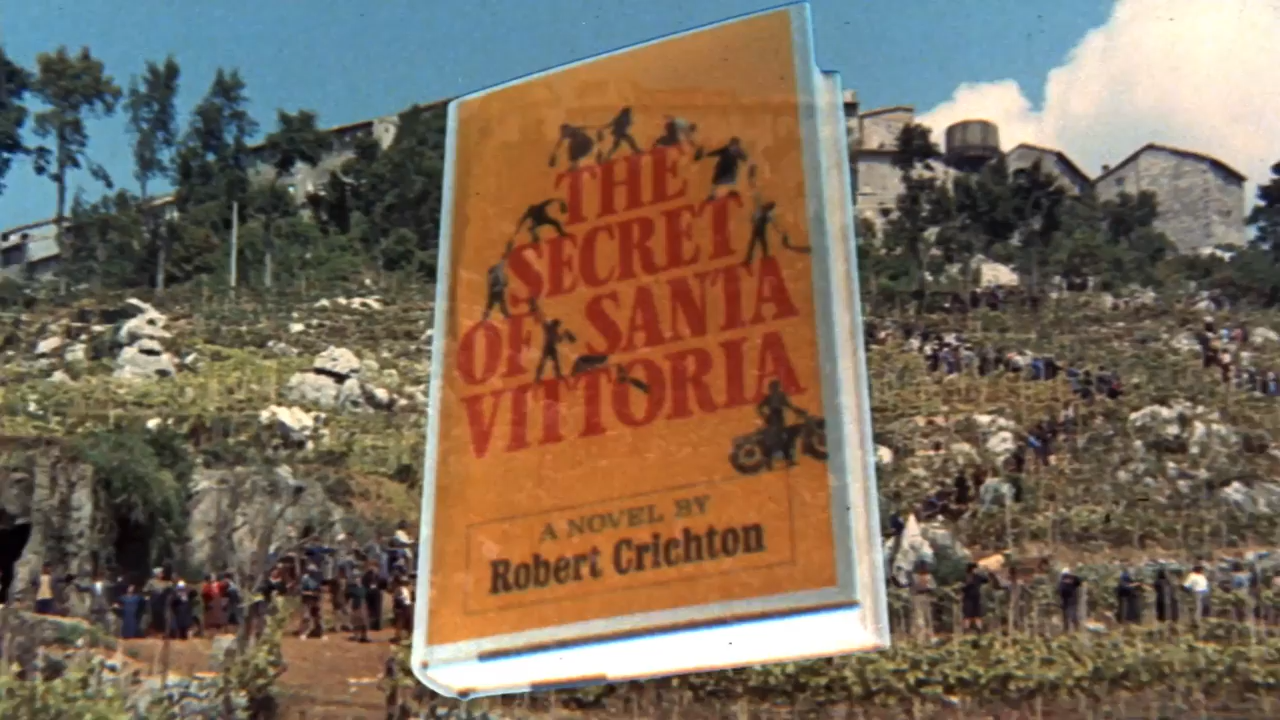 THE
SECRET
OF SANTA
VITTORIA
A NOVEL BY
Robert Crichton